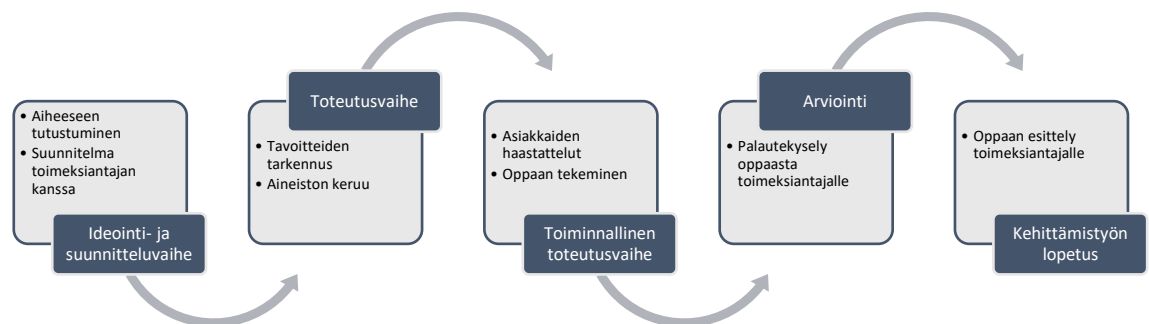 • Aiheeseen
tutustuminen
• Suunnitelma
toimeksiantajan
kanssa
Ideointi- ja
suunnitteluvaihe
Toteutusvaihe
• Tavoitteiden
tarkennus
• Aineiston keruu
• Asiakkaiden
haastattelut
• Oppaan tekeminen
Toiminnallinen
toteutusvaihe
Arviointi
• Palautekysely
oppaasta
toimeksiantajalle
• Oppaan esittely
toimeksiantajalle
Kehittämistyön
lopetus